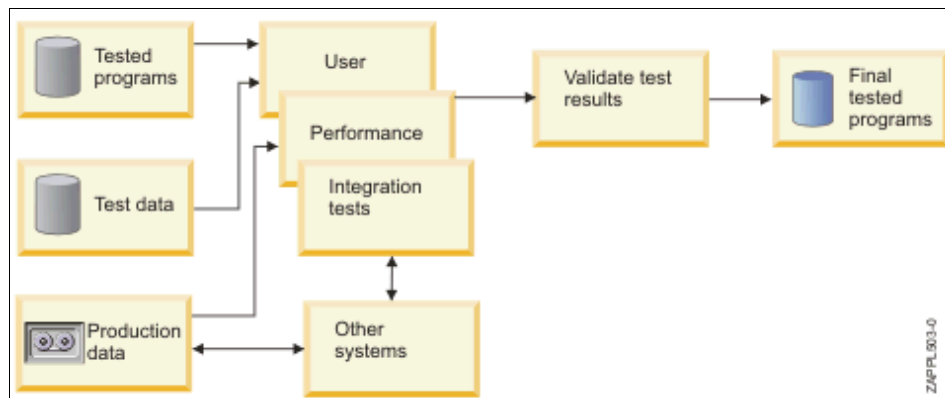 Tested
programs
User
Validate test
results
Final
tested
programs
Performance
Test data
Integration
tests
Production
data
Other
systems
ZAPPL503-0